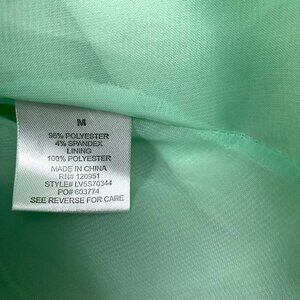 M
96% POLYESTER
4% SPANDEX
LINING
100% POLYESTER
MADE IN CHINA
RN# 120951
STYLE# LV5S70344
PO# 603774
SEE REVERSE FOR CARE